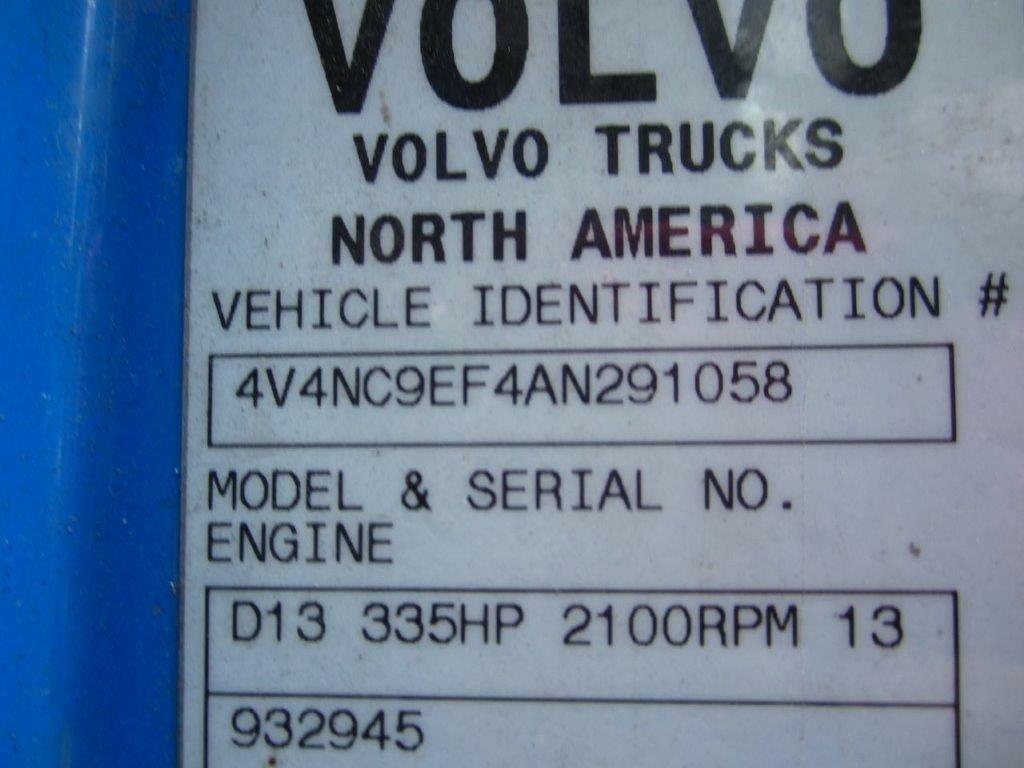 VOLVO
VOLVO TRUCKS
NORTH AMERICA
VEHICLE IDENTIFICATION #
4V4NC9EF4AN291058
MODEL & SERIAL NO.
ENGINE
D13 335HP 2100RPM 13
932945